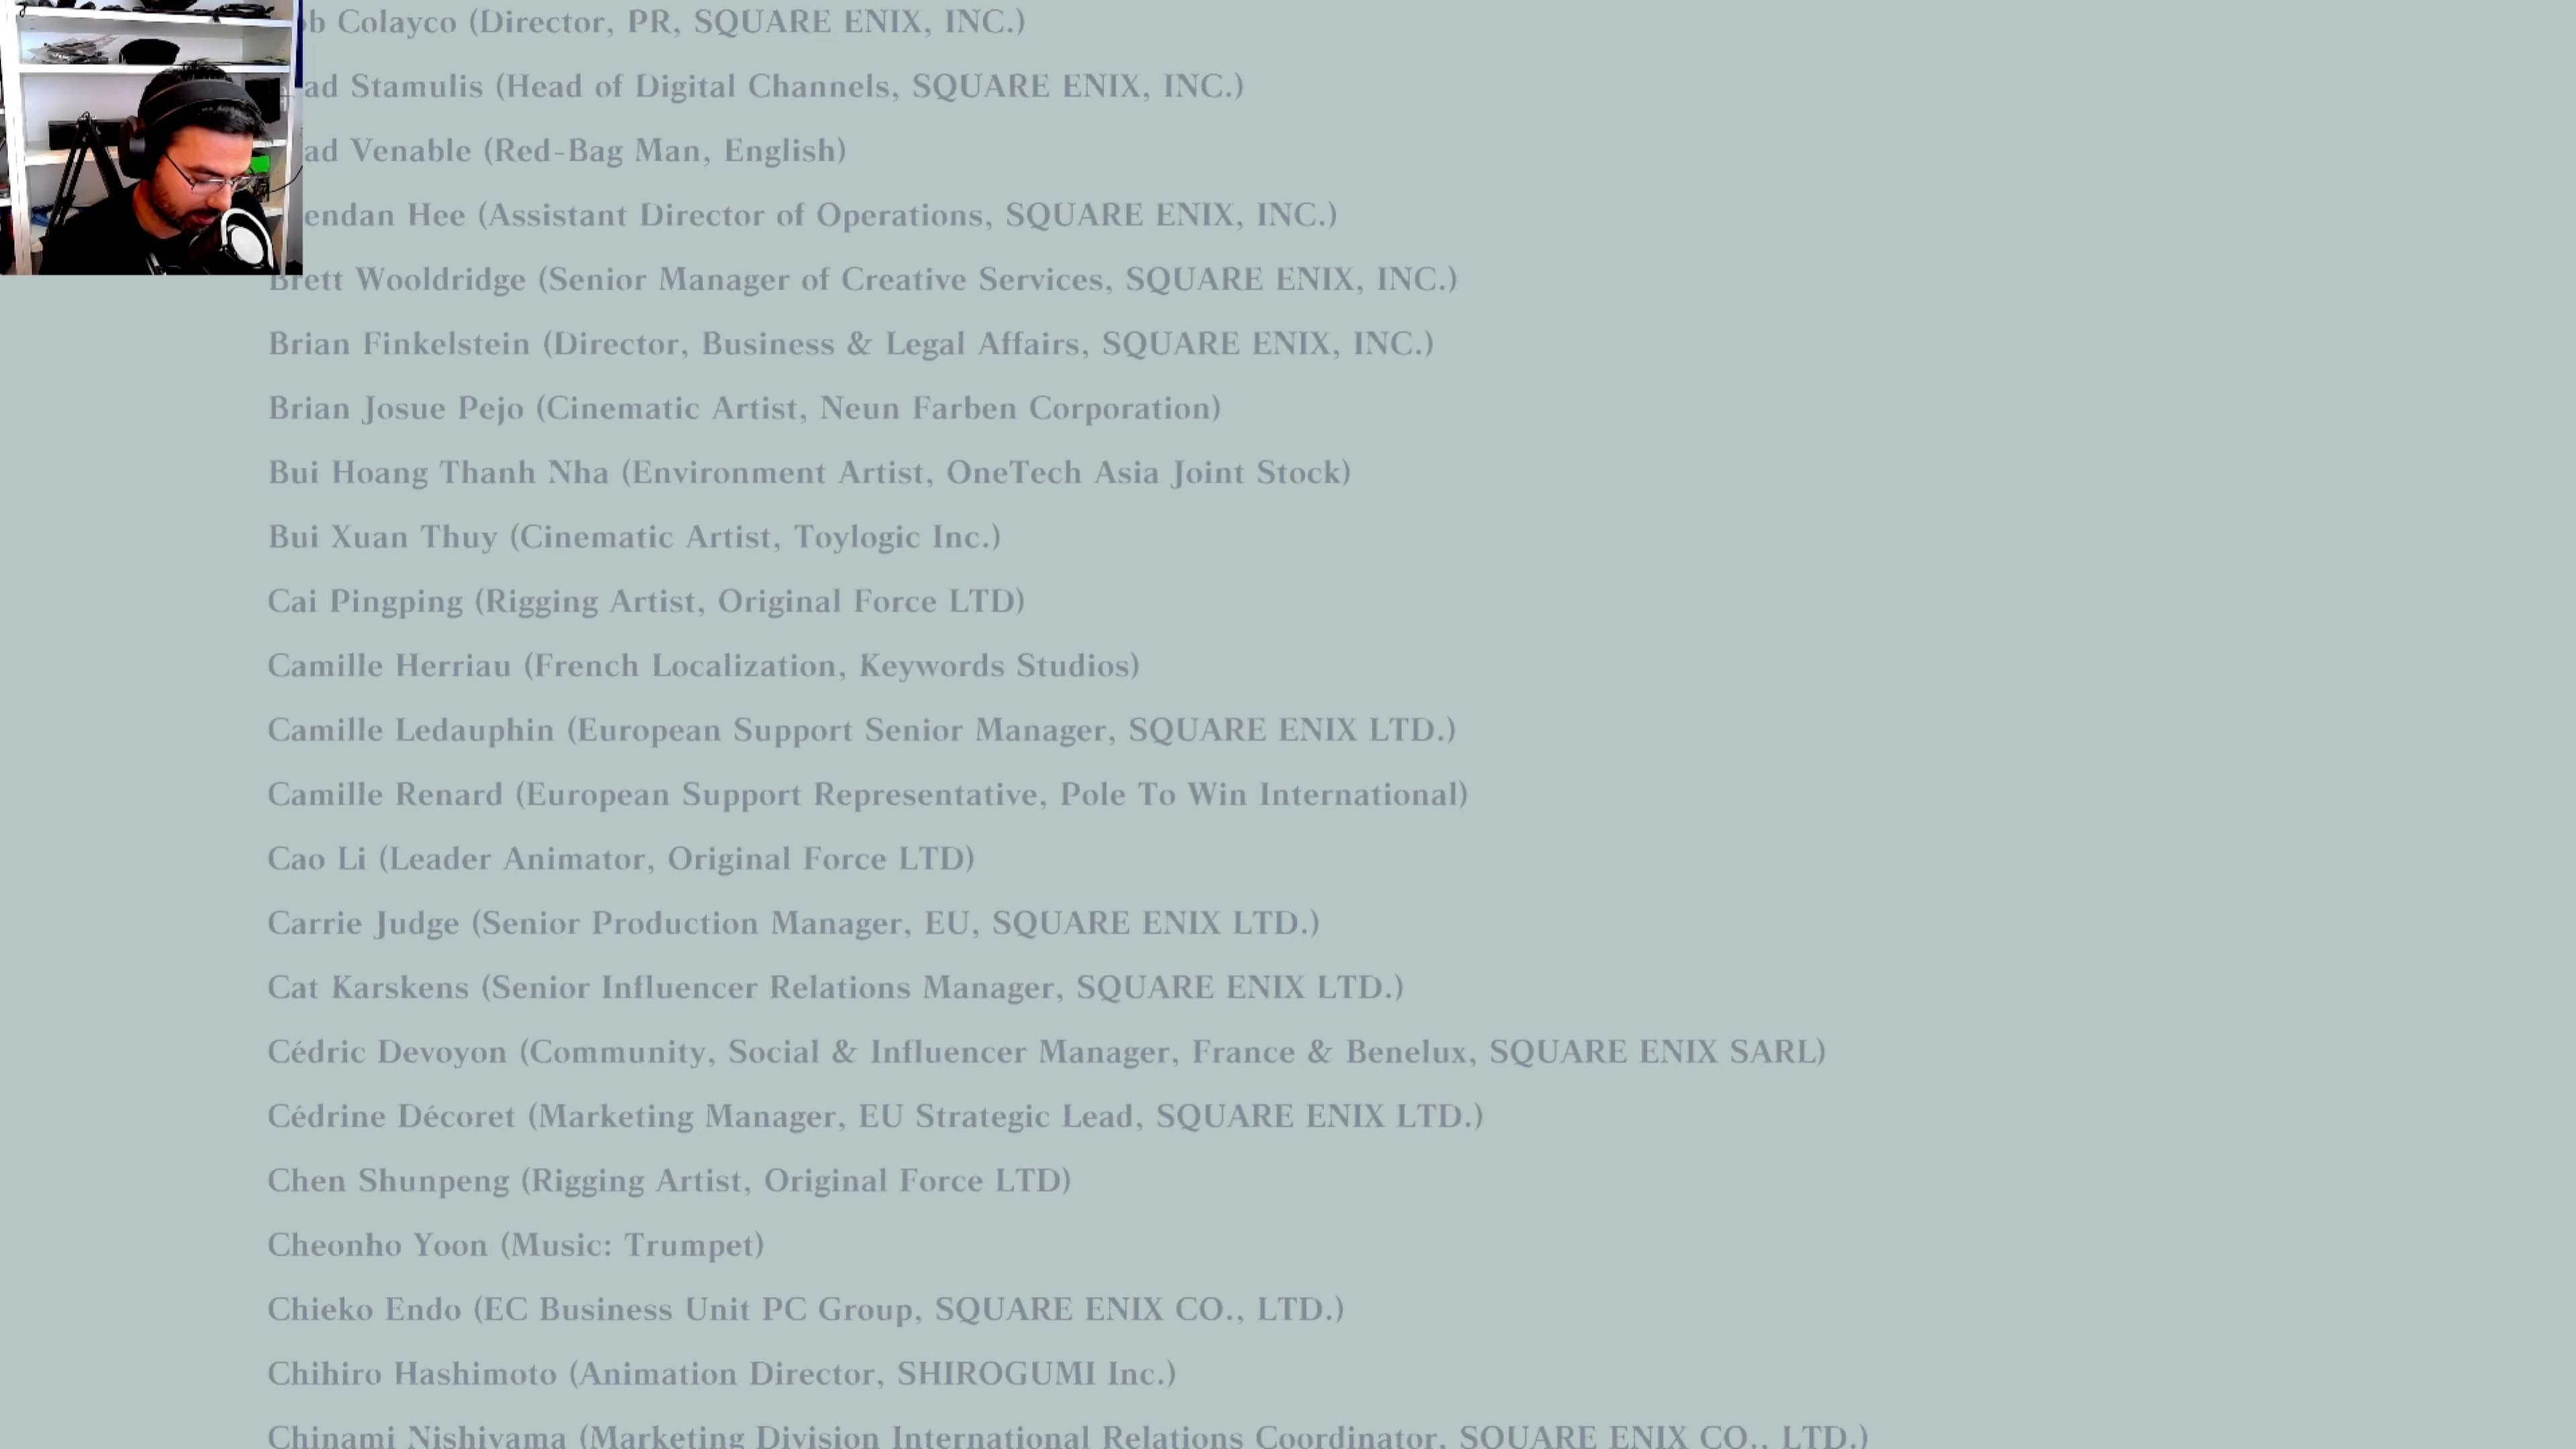 Colayco (Director, PR, SQUARE ENIX, INC.)
Stamulis (Head of Digital Channels, SQUARE ENIX, INC.)
Venable (Red-Bag Man, English)
Hee (Assistant Director of Operations, SQUARE ENIX, INC.)
Brett Wooldridge (Senior Manager of Creative Services, SQUARE ENIX, INC.)
Brian Finkelstein (Director, Business & Legal Affairs, SQUARE ENIX, INC.)
Brian Josue Pejo (Cinematic Artist, Neun Farben Corporation)
Bui Hoang Thanh Nha (Environment Artist, OneTech Asia Joint Stock)
Bui Xuan Thuy (Cinematic Artist, Toylogic Inc.)
Cai Pingping (Rigging Artist, Original Force LTD)
Camille Herriau (French Localization, Keywords Studios)
Camille Ledauphin (European Support Senior Manager, SQUARE ENIX LTD.)
Camille Renard (European Support Representative, Pole To Win International)
Cao Li (Leader Animator, Original Force LTD)
Carrie Judge (Senior Production Manager, EU, SQUARE ENIX LTD.)
Cat Karskens (Senior Influencer Relations Manager, SQUARE ENIX LTD.)
Cédric Devoyon (Community, Social & Influencer Manager, France & Benelux, SQUARE ENIX SARL)
Cédrine Décoret (Marketing Manager, EU Strategic Lead, SQUARE ENIX LTD.)
Chen Shunpeng (Rigging Artist, Original Force LTD)
Cheonho Yoon (Music: Trumpet)
Chieko Endo (EC Business Unit PC Group, SQUARE ENIX CO., LTD.)
Chihiro Hashimoto (Animation Director, SHIROGUMI Inc.)
Chinami Nishiyama (Marketing Division International Relations Coordinator, SQUARE ENIX CO., LTD.)